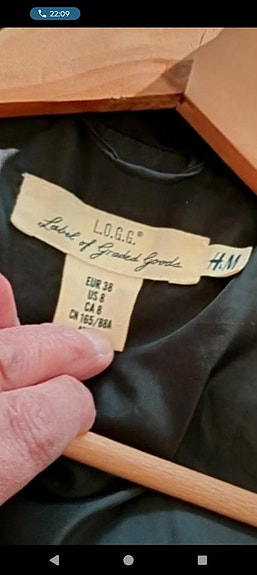 22:09
L.O.G.G.®
Label of Graded Goods
H&M
EUR 38
US 8
CA 8
CN 165/88A